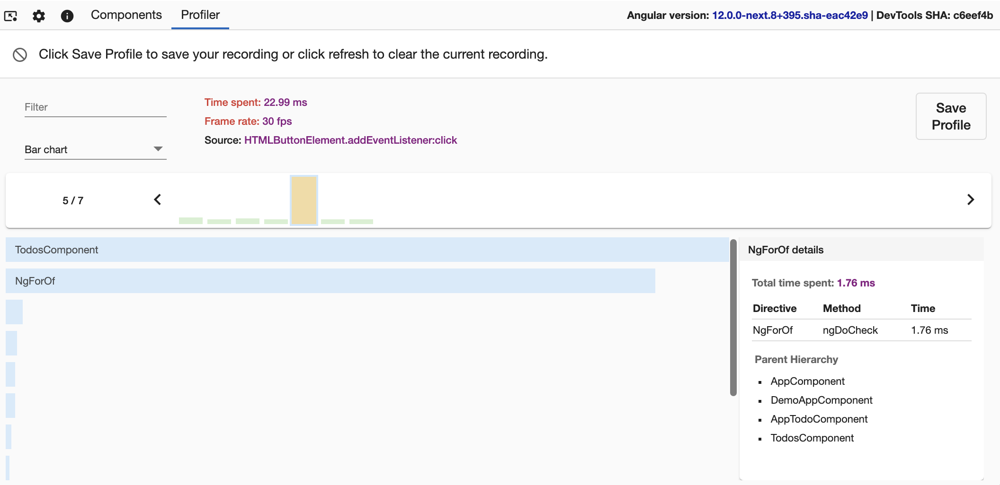 Components Profiler Angular version: 12.0.0-next.8+395.sha-eac42e9 | DevTools SHA: c6eef4b
Click Save Profile to save your recording or click refresh to clear the current recording.
Filter
Bar chart
Time spent: 22.99 ms
Frame rate: 30 fps
Source: HTMLButtonElement.addEventListener:click
Save
Profile
5 / 7
TodosComponent
NgForOf
NgForOf details
Total time spent: 1.76 ms
Directive Method Time
NgForOf ngDoCheck 1.76 ms
Parent Hierarchy
AppComponent
DemoAppComponent
AppTodoComponent
TodosComponent